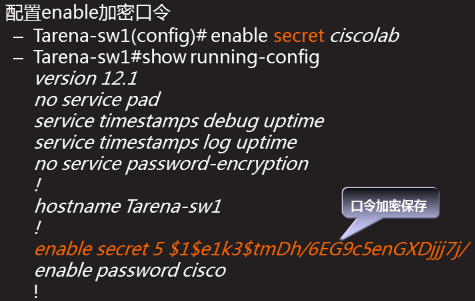 配置enable加密口令
– Tarena-sw1(config)# enable secret ciscolab
– Tarena-sw1#show running-config
version 12.1
no service pad
service timestamps debug uptime
service timestamps log uptime
no service password-encryption
!
hostname Tarena-sw1
!
口令加密保存
enable secret 5 $1$e1k3$tmDh/6EG9c5enGXDjjj7j/
enable password cisco
!